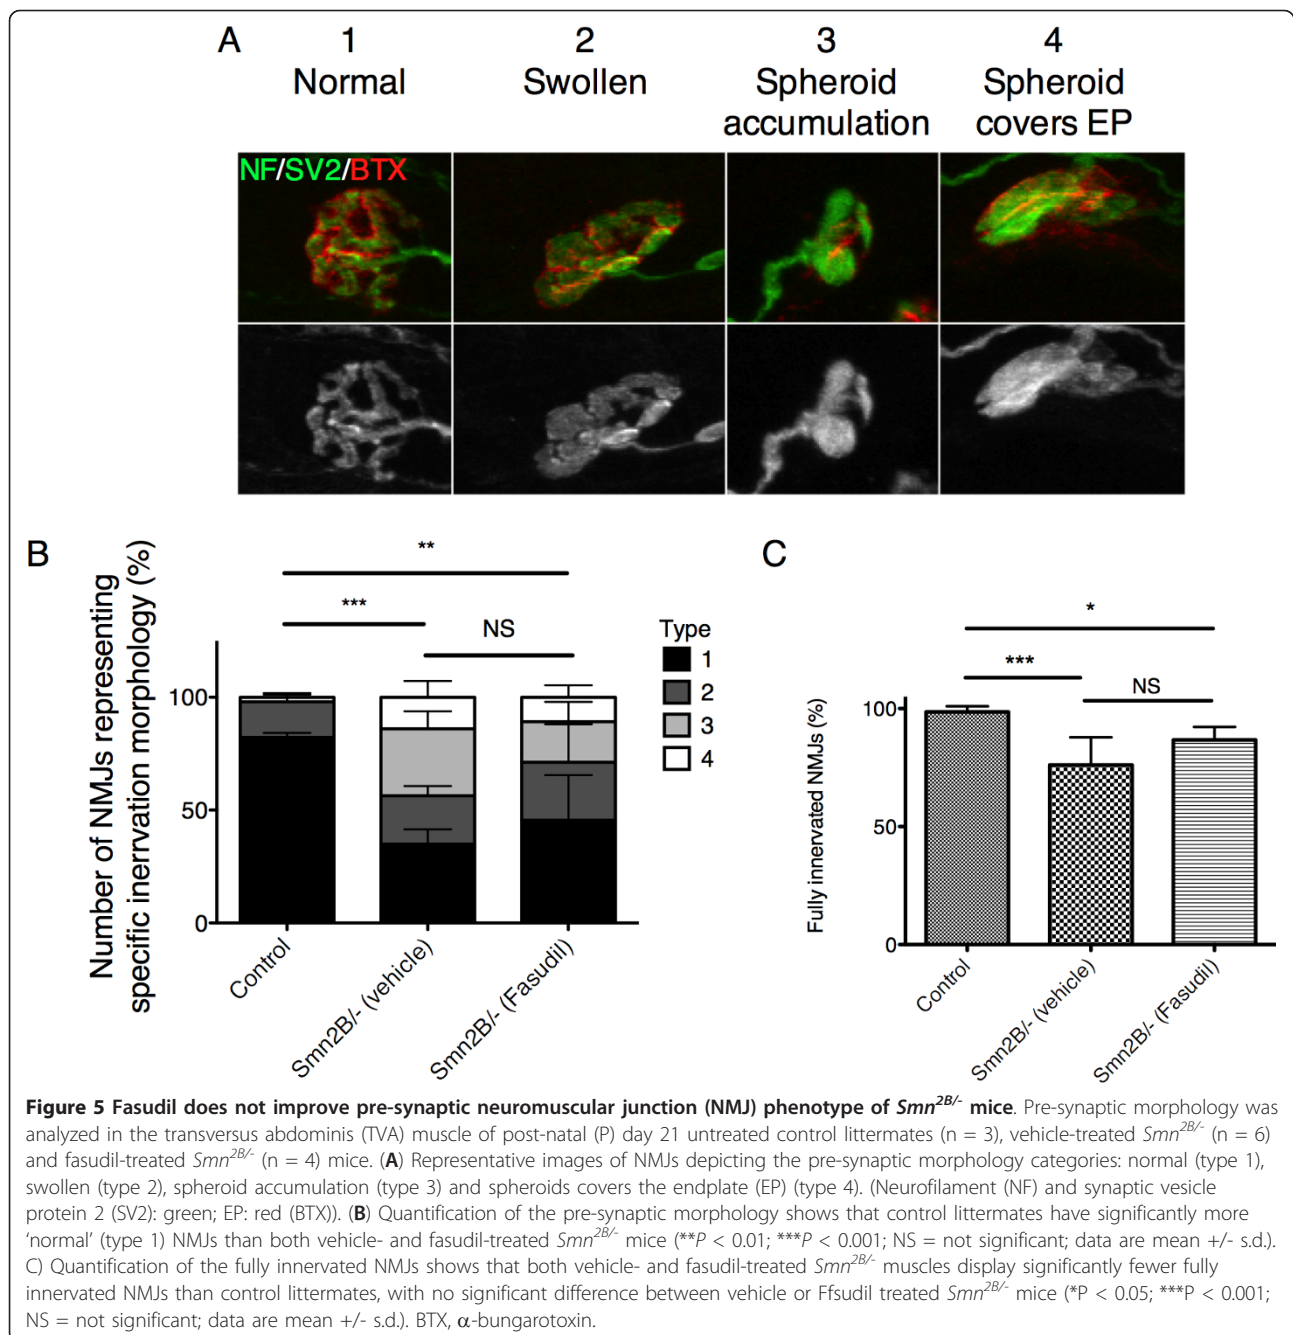 A
1
Normal
2
Swollen
3
Spheroid
accumulation
4
Spheroid
covers EP
NF/SV2/BTX
B
Number of NMJs representing
specific inerrvation morphology (%)
100
50
0
**
***
NS
Control
Smn2B/- (vehicle)
Smn2B/- (Fasudil)
Type
1
2
3
4
C
Fully innervated NMJs (%)
100
50
0
*
***
NS
Control
Smn2B/- (vehicle)
Smn2B/- (Fasudil)
Figure 5 Fasudil does not improve pre-synaptic neuromuscular junction (NMJ) phenotype of Smn2B/- mice. Pre-synaptic morphology was
analyzed in the transversus abdominis (TVA) muscle of post-natal (P) day 21 untreated control littermates (n = 3), vehicle-treated Smn2B/- (n = 6)
and fasudil-treated Smn2B/- (n = 4) mice. (A) Representative images of NMJs depicting the pre-synaptic morphology categories: normal (type 1),
swollen (type 2), spheroid accumulation (type 3) and spheroids covers the endplate (EP) (type 4). (Neurofilament (NF) and synaptic vesicle
protein 2 (SV2): green; EP: red (BTX)). (B) Quantification of the pre-synaptic morphology shows that control littermates have significantly more
‘normal’ (type 1) NMJs than both vehicle- and fasudil-treated Smn2B/- mice (**P < 0.01; ***P < 0.001; NS = not significant; data are mean +/- s.d.).
C) Quantification of the fully innervated NMJs shows that both vehicle- and fasudil-treated Smn2B/- muscles display significantly fewer fully
innervated NMJs than control littermates, with no significant difference between vehicle or Ffsudil treated Smn2B/- mice (*P < 0.05; ***P < 0.001;
NS = not significant; data are mean +/- s.d.). BTX, α-bungarotoxin.